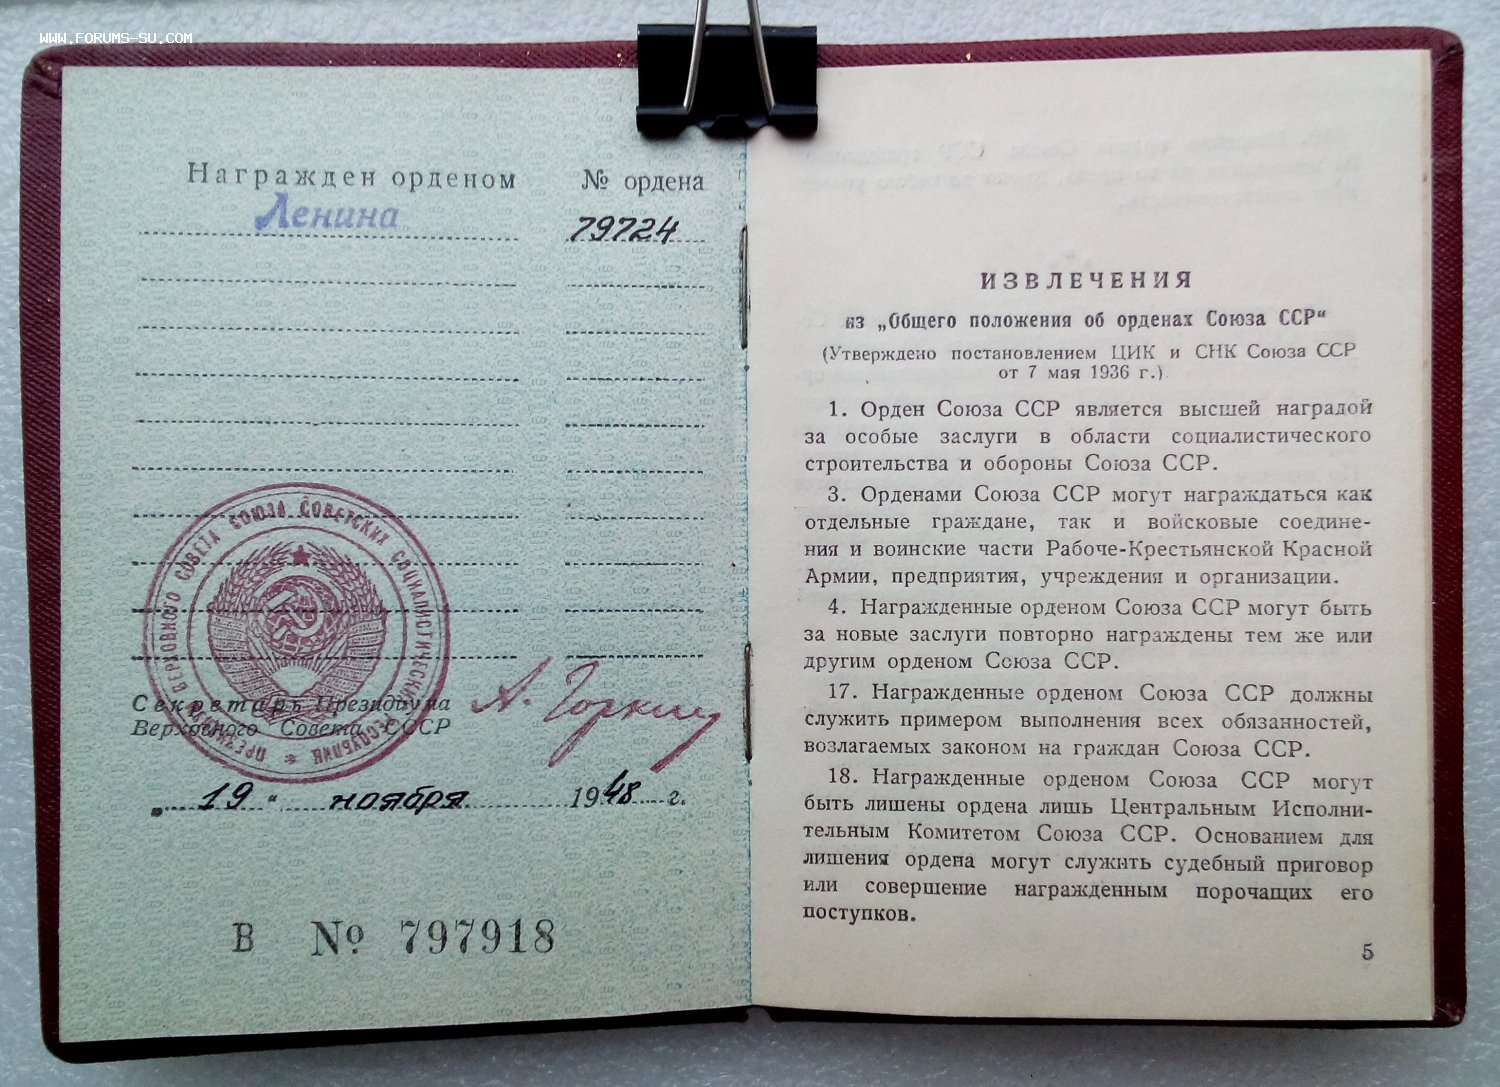 WWW.FORUMS-SU.COM
Награжден орденом № ордена
Ленина 79724
ПРЕЗИДИУМ ВЕРХОВНОГО СОВЕТА СОЮЗА СОВЕТСКИХ СОЦИАЛИСТИЧЕСКИХ РЕСПУБЛИК
Секретарь Президиума
Верховного Совета СССР
А. Горкин
„19“ ноября 1948 г.
В № 797918
ИЗВЛЕЧЕНИЯ
из „Общего положения об орденах Союза ССР“
(Утверждено постановлением ЦИК и СНК Союза ССР
от 7 мая 1936 г.)
1. Орден Союза ССР является высшей наградой
за особые заслуги в области социалистического
строительства и обороны Союза ССР.
3. Орденами Союза ССР могут награждаться как
отдельные граждане, так и войсковые соедине-
ния и воинские части Рабоче-Крестьянской Красной
Армии, предприятия, учреждения и организации.
4. Награжденные орденом Союза ССР могут быть
за новые заслуги повторно награждены тем же или
другим орденом Союза ССР.
17. Награжденные орденом Союза ССР должны
служить примером выполнения всех обязанностей,
возлагаемых законом на граждан Союза ССР.
18. Награжденные орденом Союза ССР могут
быть лишены ордена лишь Центральным Исполни-
тельным Комитетом Союза ССР. Основанием для
лишения ордена могут служить судебный приговор
или совершение награжденным порочащих его
поступков.
5